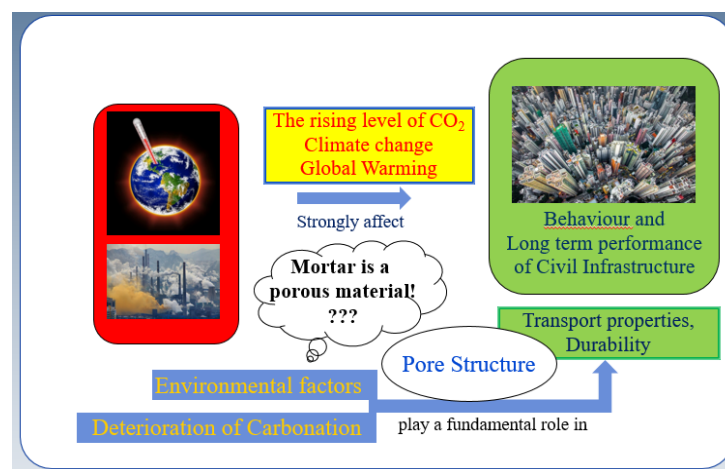 The rising level of CO₂
Climate change
Global Warming
Strongly affect
Behaviour and
Long term performance
of Civil Infrastructure
Mortar is a
porous material!
???
Transport properties,
Durability
Pore Structure
Environmental factors
Deterioration of Carbonation
play a fundamental role in